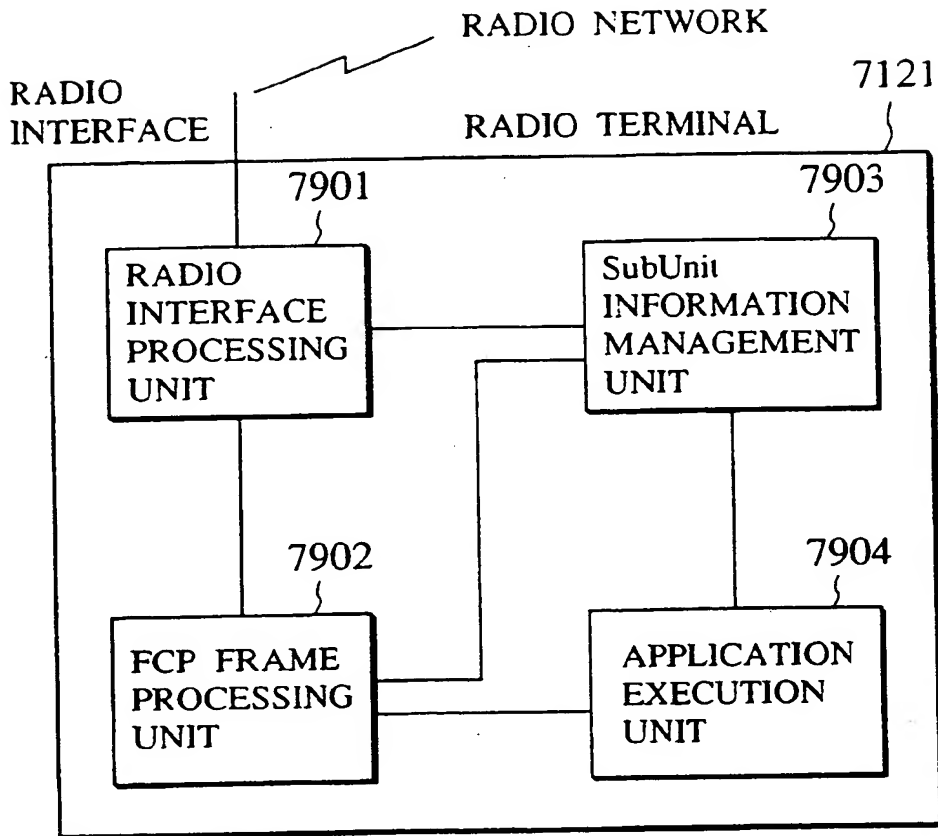 RADIO NETWORK
7121
RADIO
INTERFACE
RADIO TERMINAL
7901
7903
RADIO
INTERFACE
PROCESSING
UNIT
SubUnit
INFORMATION
MANAGEMENT
UNIT
7902
7904
FCP FRAME
PROCESSING
UNIT
APPLICATION
EXECUTION
UNIT